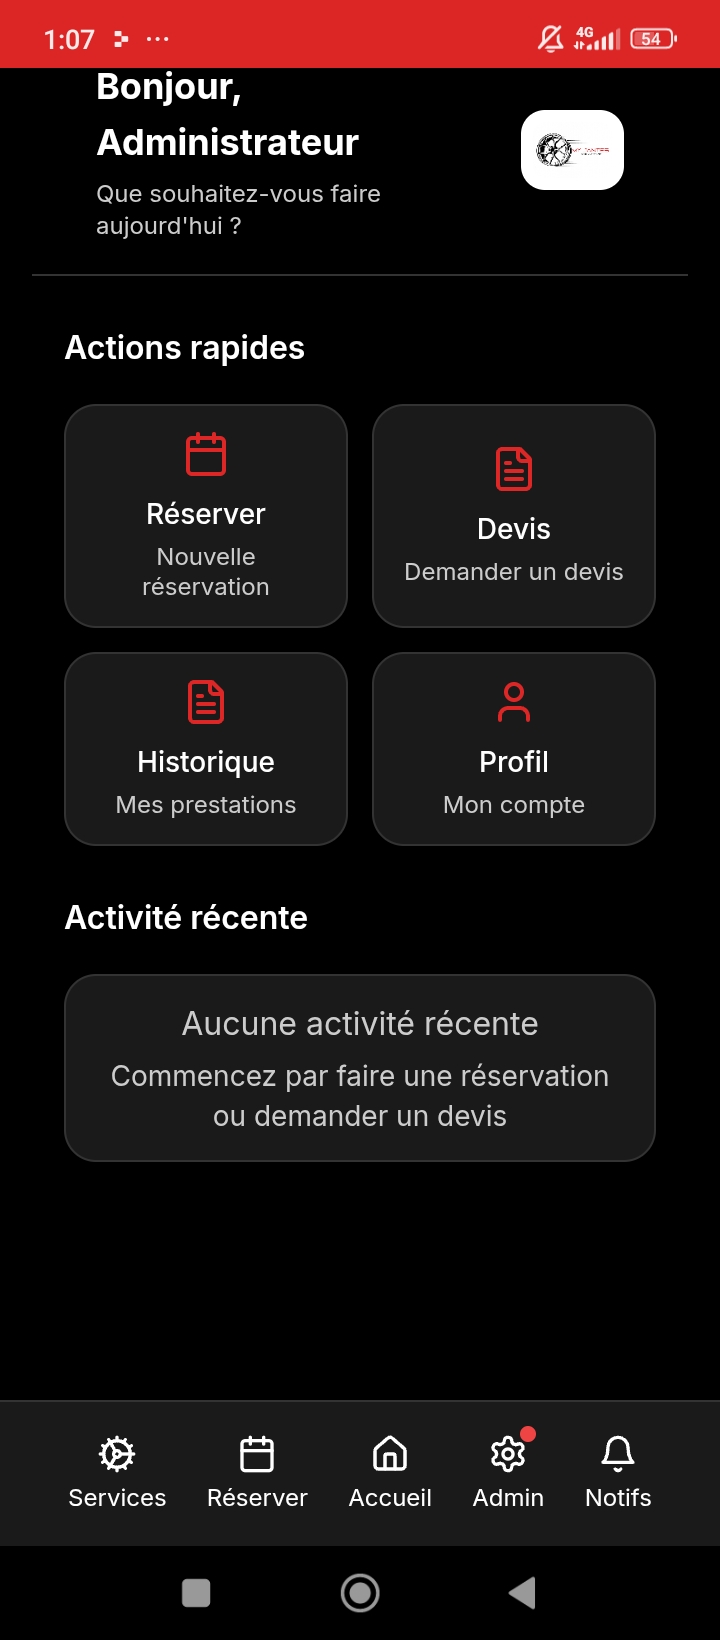 1:07
4G
54
Bonjour,
Administrateur
Que souhaitez-vous faire
aujourd'hui ?
Actions rapides
Réserver
Nouvelle
réservation
Devis
Demander un devis
Historique
Mes prestations
Profil
Mon compte
Activité récente
Aucune activité récente
Commencez par faire une réservation
ou demander un devis
Services
Réserver
Accueil
Admin
Notifs